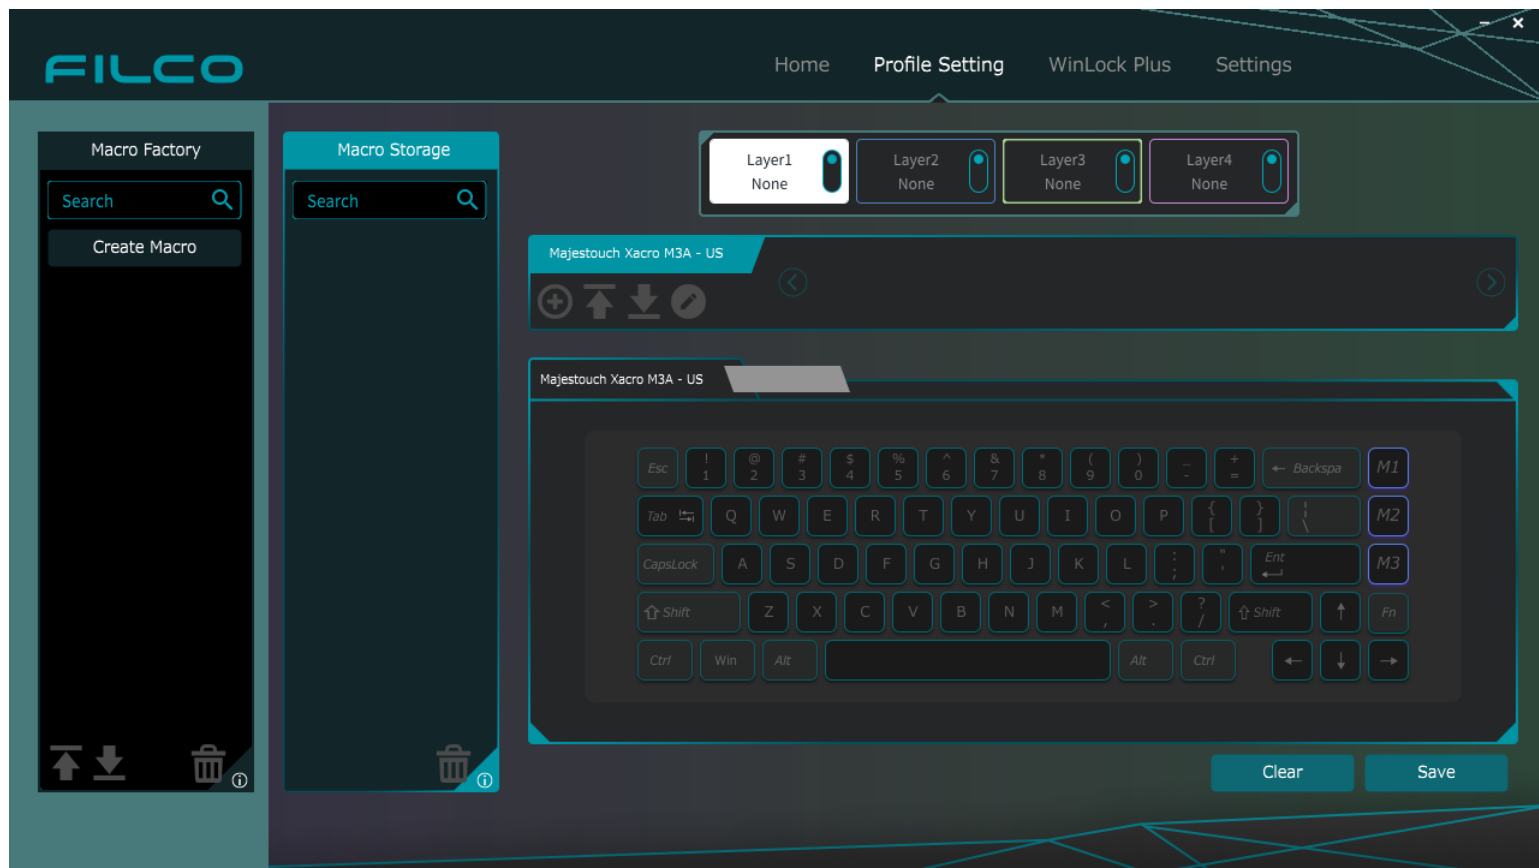 FILCO
Home Profile Setting WinLock Plus Settings
Macro Factory
Search
Create Macro
Macro Storage
Search
Layer1
None
Layer2
None
Layer3
None
Layer4
None
Majestouch Xacro M3A - US
Majestouch Xacro M3A - US
Esc ! 1 @ 2 # 3 $ 4 % 5 ^ 6 & 7 * 8 ( 9 ) 0 _ - + = ← Backspa M1
Tab Q W E R T Y U I O P { [ } ] ¦ \ M2
CapsLock A S D F G H J K L : ; " ' Ent M3
⇧ Shift Z X C V B N M < , > . ? / ⇧ Shift ↑ Fn
Ctrl Win Alt Alt Ctrl ← ↓ →
Clear Save